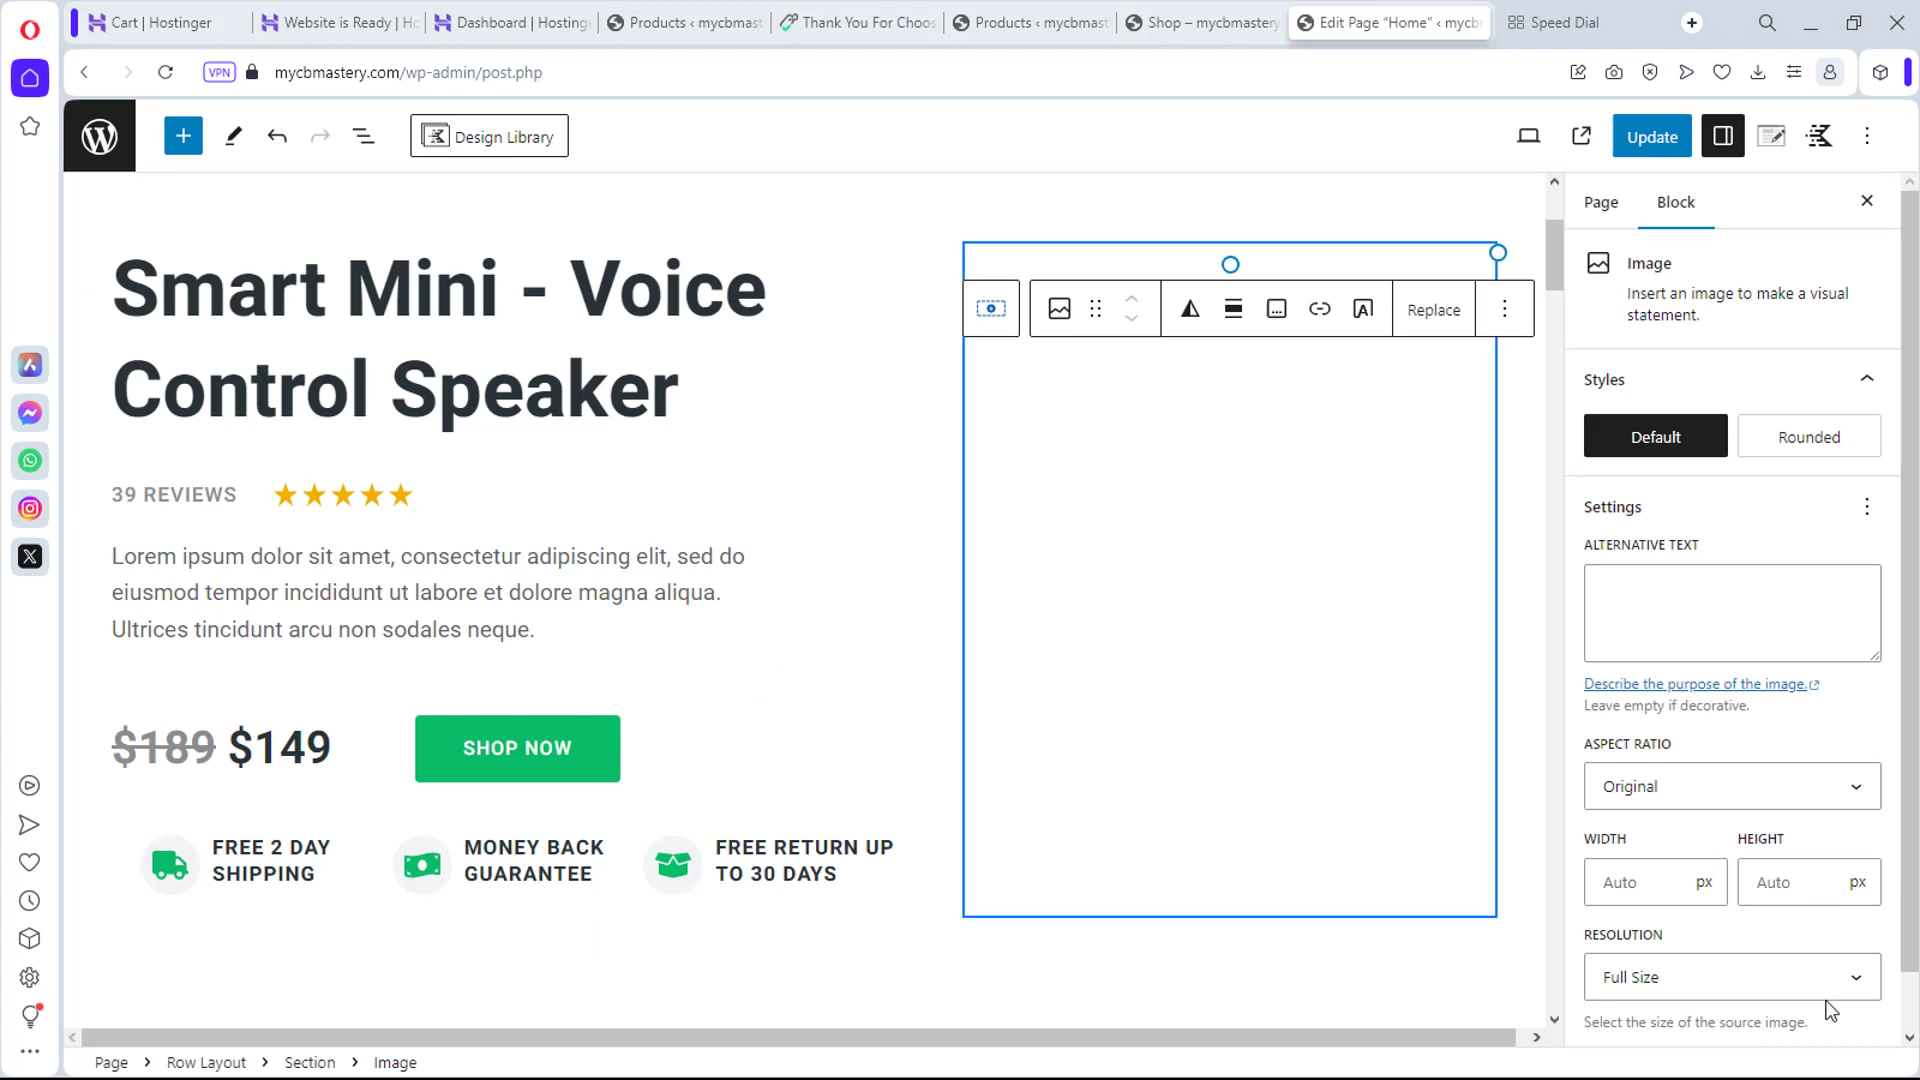 Cart | Hostinger
Website is Ready | Hc
Dashboard | Hosting
Products ‹ mycbmast
Thank You For Choos
Products ‹ mycbmast
Shop – mycbmastery
Edit Page “Home” ‹ mycb
Speed Dial
VPN
mycbmastery.com/wp-admin/post.php
Design Library
Update
Page
Block
Smart Mini - Voice
Control Speaker
Replace
Image
Insert an image to make a visual
statement.
Styles
Default
Rounded
39 REVIEWS
Settings
ALTERNATIVE TEXT
Lorem ipsum dolor sit amet, consectetur adipiscing elit, sed do
eiusmod tempor incididunt ut labore et dolore magna aliqua.
Ultrices tincidunt arcu non sodales neque.
Describe the purpose of the image.
Leave empty if decorative.
$189 $149
SHOP NOW
ASPECT RATIO
Original
WIDTH
HEIGHT
Auto px
Auto px
FREE 2 DAY
SHIPPING
MONEY BACK
GUARANTEE
FREE RETURN UP
TO 30 DAYS
RESOLUTION
Full Size
Select the size of the source image.
Page
Row Layout
Section
Image